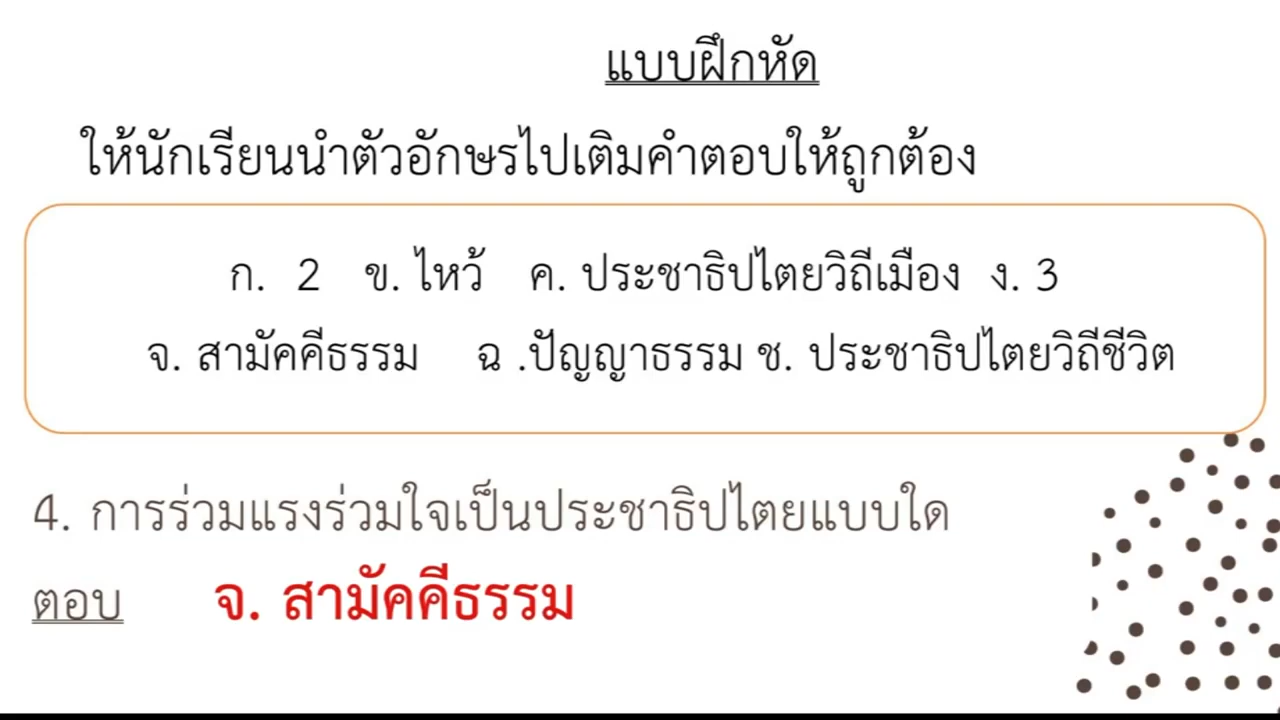 แบบฝึกหัด
ให้นักเรียนนำตัวอักษรไปเติมคำตอบให้ถูกต้อง
ก. 2 ข. ไหว้ ค. ประชาธิปไตยวิถีเมือง ง. 3
จ. สามัคคีธรรม ฉ .ปัญญาธรรม ช. ประชาธิปไตยวิถีชีวิต
4. การร่วมแรงร่วมใจเป็นประชาธิปไตยแบบใด
ตอบ จ. สามัคคีธรรม